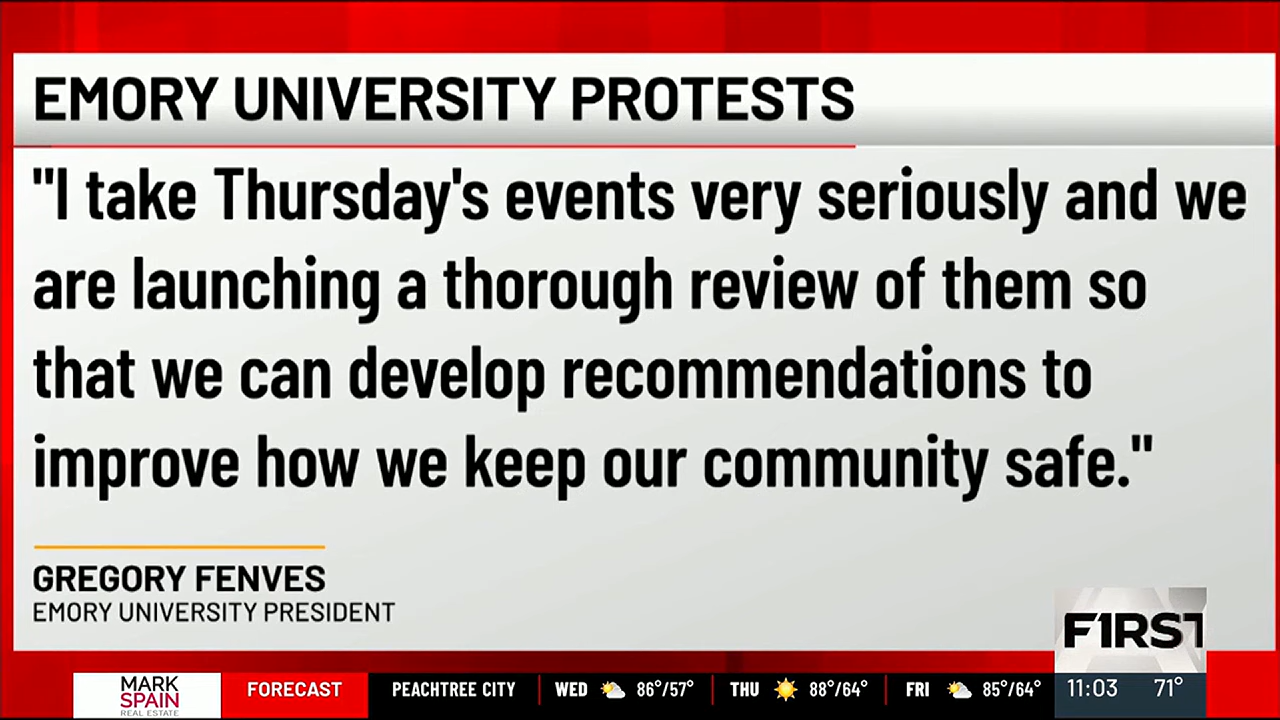 EMORY UNIVERSITY PROTESTS
"I take Thursday's events very seriously and we
are launching a thorough review of them so
that we can develop recommendations to
improve how we keep our community safe."
GREGORY FENVES
EMORY UNIVERSITY PRESIDENT
F1RST
MARK
SPAIN
REAL ESTATE
FORECAST PEACHTREE CITY WED 86°/57° THU 88°/64° FRI 85°/64° 11:03 71°